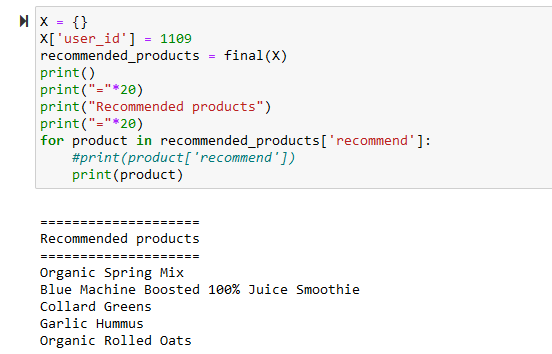 X = {}
X['user_id'] = 1109
recommended_products = final(X)
print()
print("="*20)
print("Recommended products")
print("="*20)
for product in recommended_products['recommend']:
    #print(product['recommend'])
    print(product)
====================
Recommended products
====================
Organic Spring Mix
Blue Machine Boosted 100% Juice Smoothie
Collard Greens
Garlic Hummus
Organic Rolled Oats